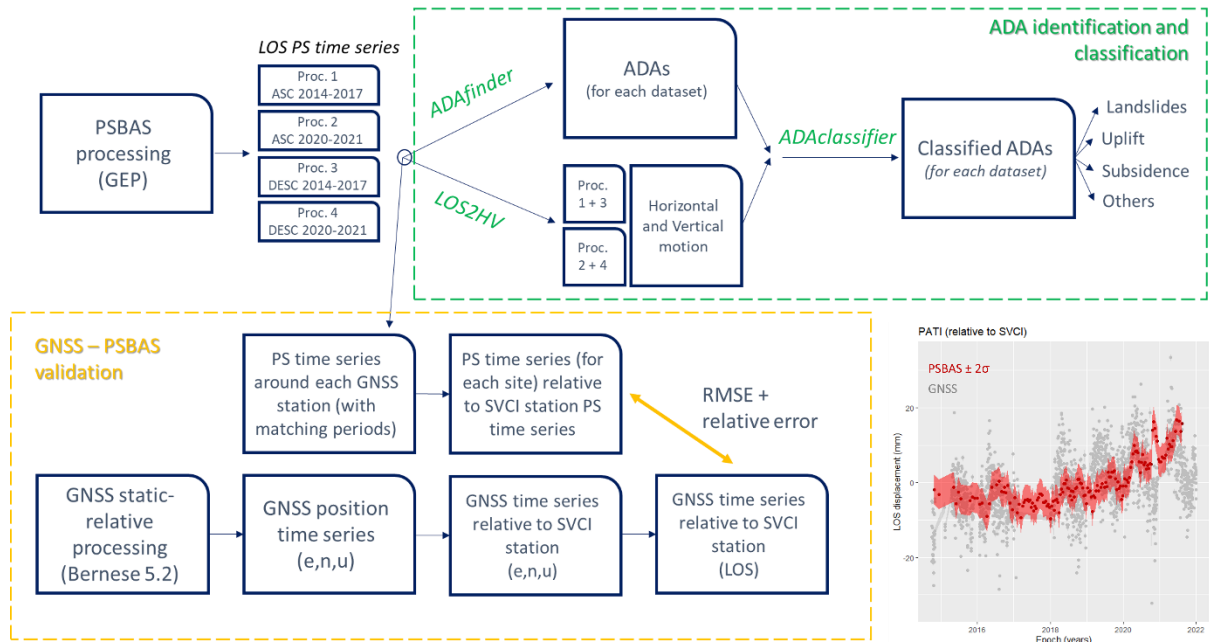 PSBAS
processing
(GEP)
LOS PS time series
Proc. 1
ASC 2014-2017
Proc. 2
ASC 2020-2021
Proc. 3
DESC 2014-2017
Proc. 4
DESC 2020-2021
ADA identification and
classification
ADAfinder
LOS2HV
ADAs
(for each dataset)
Proc.
1 + 3
Proc.
2 + 4
Horizontal
and Vertical
motion
ADAclassifier
Classified ADAs
(for each dataset)
Landslides
Uplift
Subsidence
Others
GNSS – PSBAS
validation
PS time series
around each GNSS
station (with
matching periods)
PS time series (for
each site) relative
to SVCI station PS
time series
RMSE +
relative error
GNSS static-
relative
processing
(Bernese 5.2)
GNSS position
time series
(e,n,u)
GNSS time series
relative to SVCI
station
(e,n,u)
GNSS time series
relative to SVCI
station
(LOS)
PATI (relative to SVCI)
PSBAS ± 2σ
GNSS
LOS displacement (mm)
20
0
-20
2016
2018
2020
2022
Epoch (years)